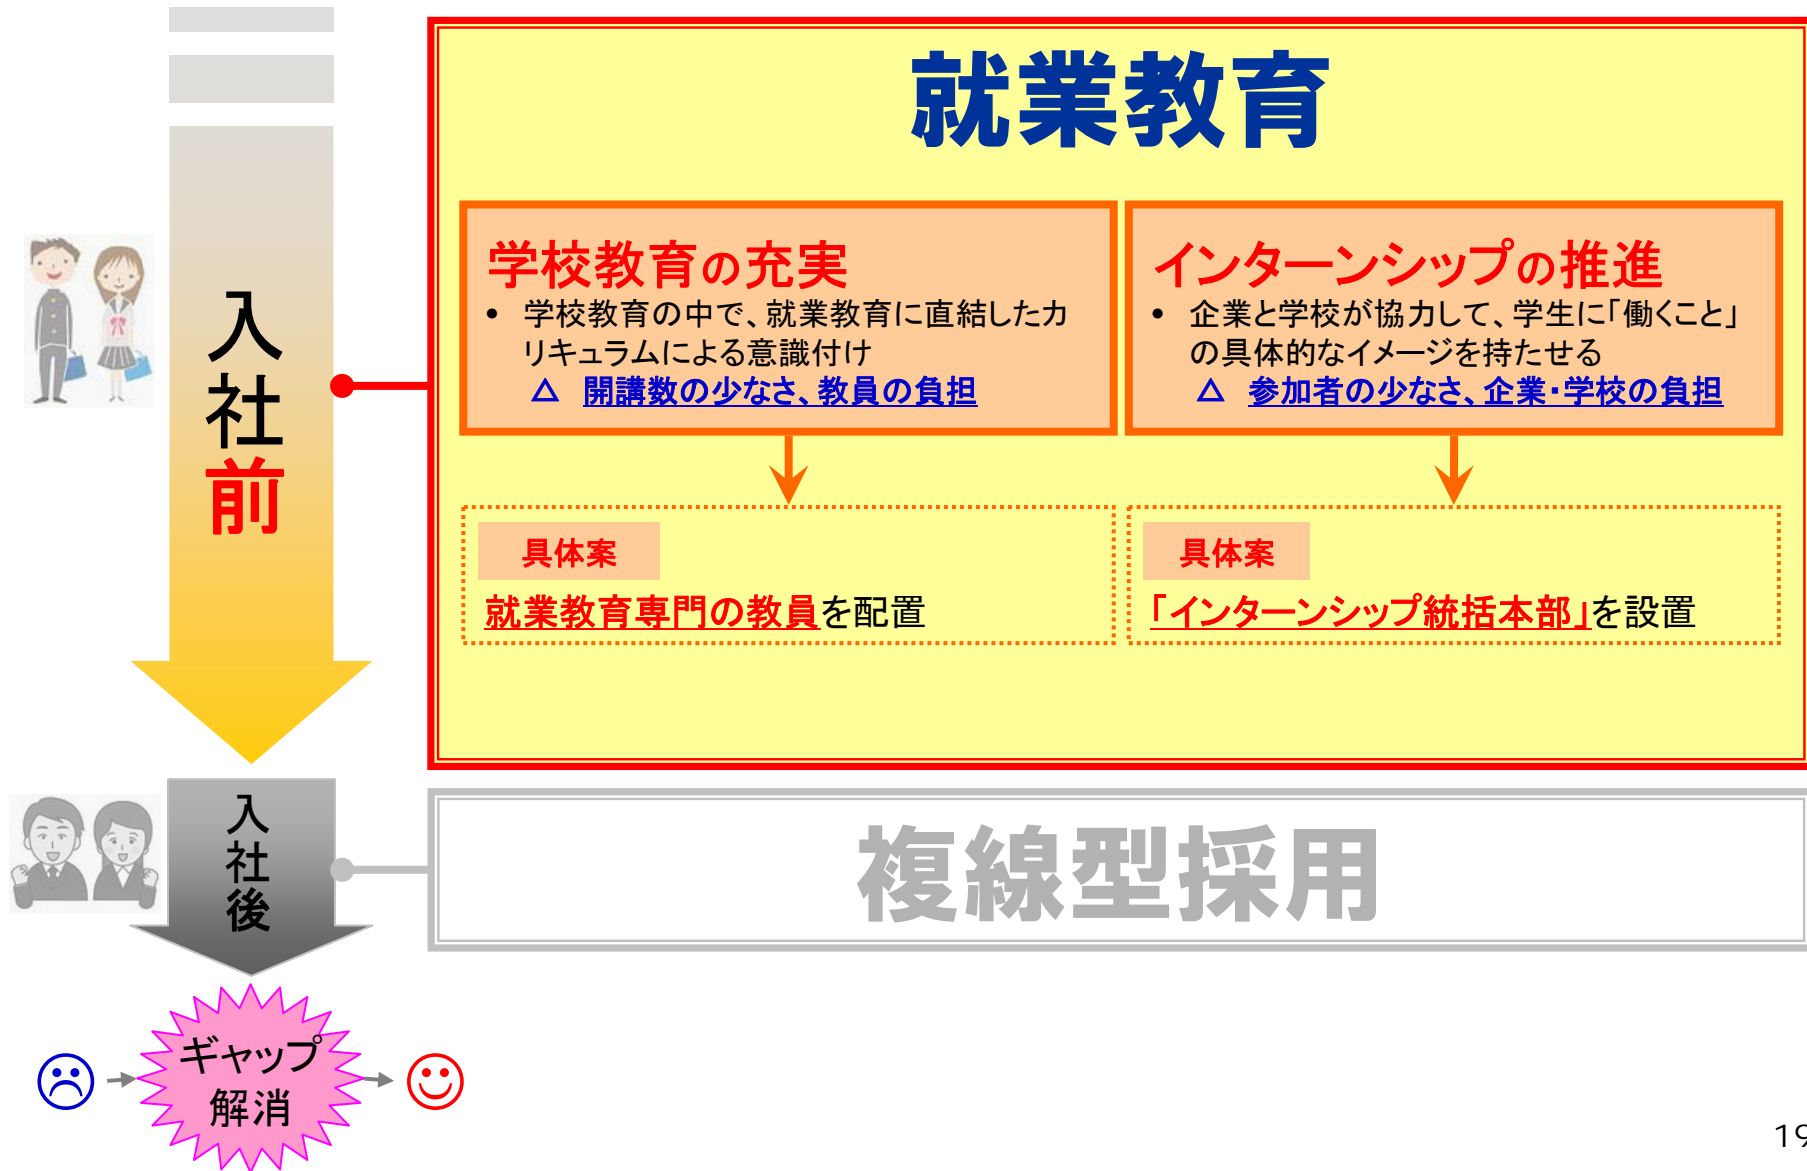 就業教育
入社前
学校教育の充実
• 学校教育の中で、就業教育に直結したカ
リキュラムによる意識付け
△ 開講数の少なさ、教員の負担
インターンシップの推進
• 企業と学校が協力して、学生に「働くこと」
の具体的なイメージを持たせる
△ 参加者の少なさ、企業・学校の負担
具体案
就業教育専門の教員を配置
具体案
「インターンシップ統括本部」を設置
入社後
複線型採用
ギャップ
解消
19